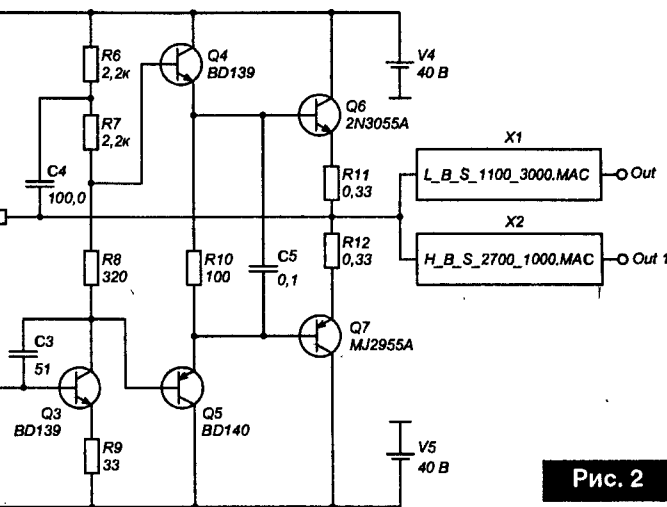 R6
2,2к
Q4
BD139
V4
40 В
Q6
2N3055A
R7
2,2к
X1
C4
100,0
R11
0,33
L_B_S_1100_3000.MAC
Out
X2
R12
0,33
H_B_S_2700_1000.MAC
Out 1
R8
320
R10
100
C5
0,1
Q7
MJ2955A
C3
51
Q3
BD139
Q5
BD140
R9
33
V5
40 В
Рис. 2